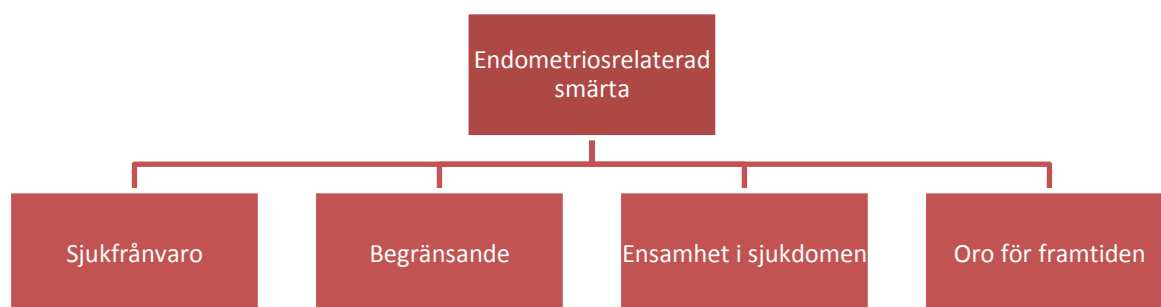 Endometriosrelaterad
smärta
Sjukfrånvaro
Begränsande
Ensamhet i sjukdomen
Oro för framtiden